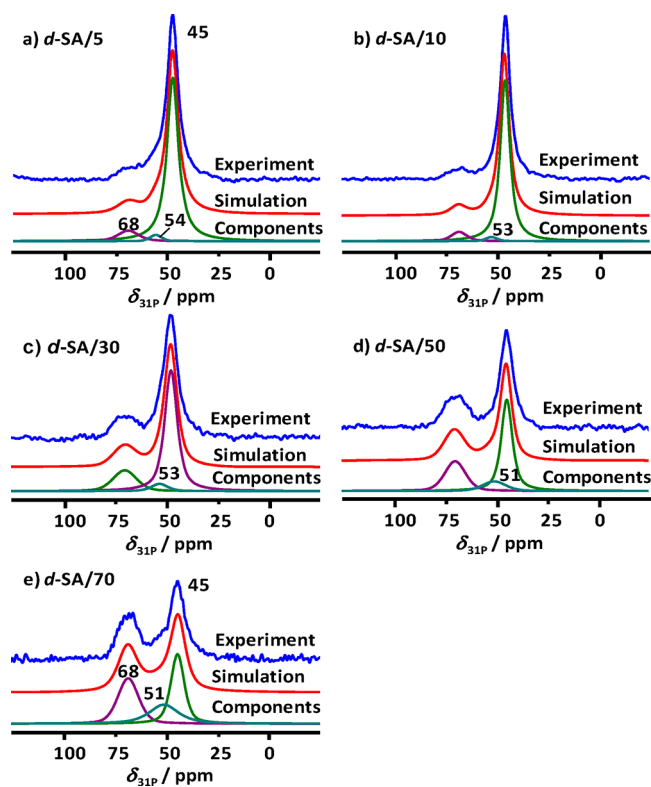 a) d-SA/5
45
Experiment
Simulation
68
54
Components
100 75 50 25 0
δ31P / ppm
b) d-SA/10
Experiment
Simulation
53
Components
100 75 50 25 0
δ31P / ppm
c) d-SA/30
Experiment
Simulation
53
Components
100 75 50 25 0
δ31P / ppm
d) d-SA/50
Experiment
Simulation
51
Components
100 75 50 25 0
δ31P / ppm
e) d-SA/70
45
Experiment
Simulation
68
51
Components
100 75 50 25 0
δ31P / ppm